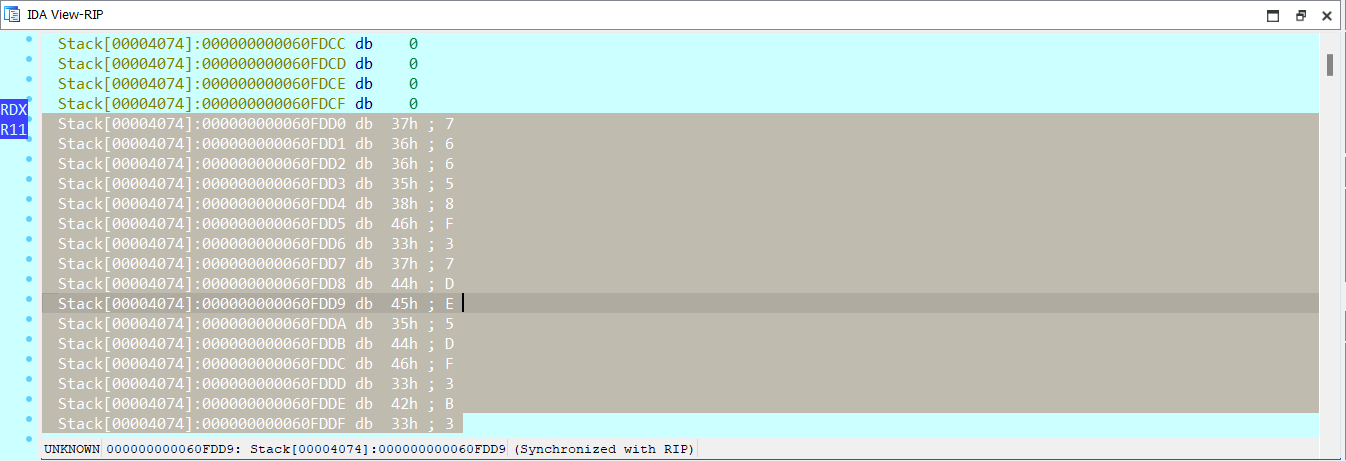 IDA View-RIP
Stack[00004074]:000000000060FDCC db 0
Stack[00004074]:000000000060FDCD db 0
Stack[00004074]:000000000060FDCE db 0
Stack[00004074]:000000000060FDCF db 0
RDX
Stack[00004074]:000000000060FDD0 db 37h ; 7
R11
Stack[00004074]:000000000060FDD1 db 36h ; 6
Stack[00004074]:000000000060FDD2 db 36h ; 6
Stack[00004074]:000000000060FDD3 db 35h ; 5
Stack[00004074]:000000000060FDD4 db 38h ; 8
Stack[00004074]:000000000060FDD5 db 46h ; F
Stack[00004074]:000000000060FDD6 db 33h ; 3
Stack[00004074]:000000000060FDD7 db 37h ; 7
Stack[00004074]:000000000060FDD8 db 44h ; D
Stack[00004074]:000000000060FDD9 db 45h ; E
Stack[00004074]:000000000060FDDA db 35h ; 5
Stack[00004074]:000000000060FDDB db 44h ; D
Stack[00004074]:000000000060FDDC db 46h ; F
Stack[00004074]:000000000060FDDD db 33h ; 3
Stack[00004074]:000000000060FDDE db 42h ; B
Stack[00004074]:000000000060FDDF db 33h ; 3
UNKNOWN 000000000060FDD9: Stack[00004074]:000000000060FDD9 (Synchronized with RIP)